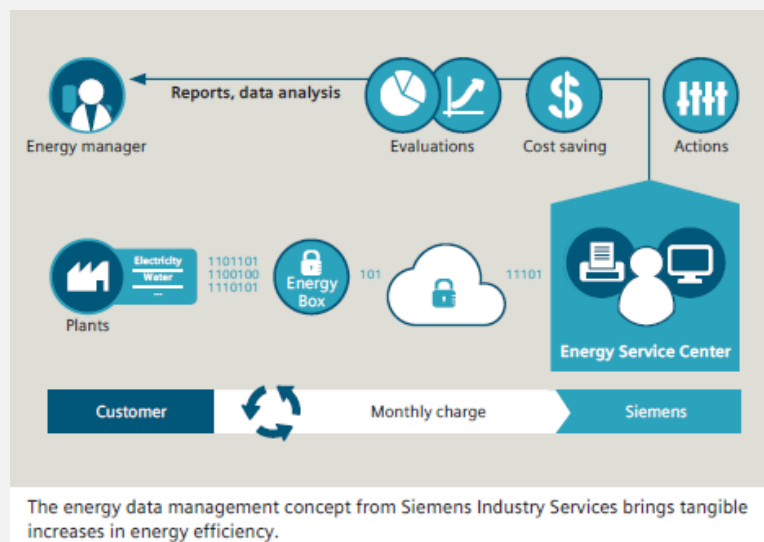 Reports, data analysis
Energy manager
Evaluations
Cost saving
Actions
Electricity
Water
...
1101101
1100100
1110101
Energy
Box
101
11101
Plants
Energy Service Center
Customer
Monthly charge
Siemens
The energy data management concept from Siemens Industry Services brings tangible
increases in energy efficiency.